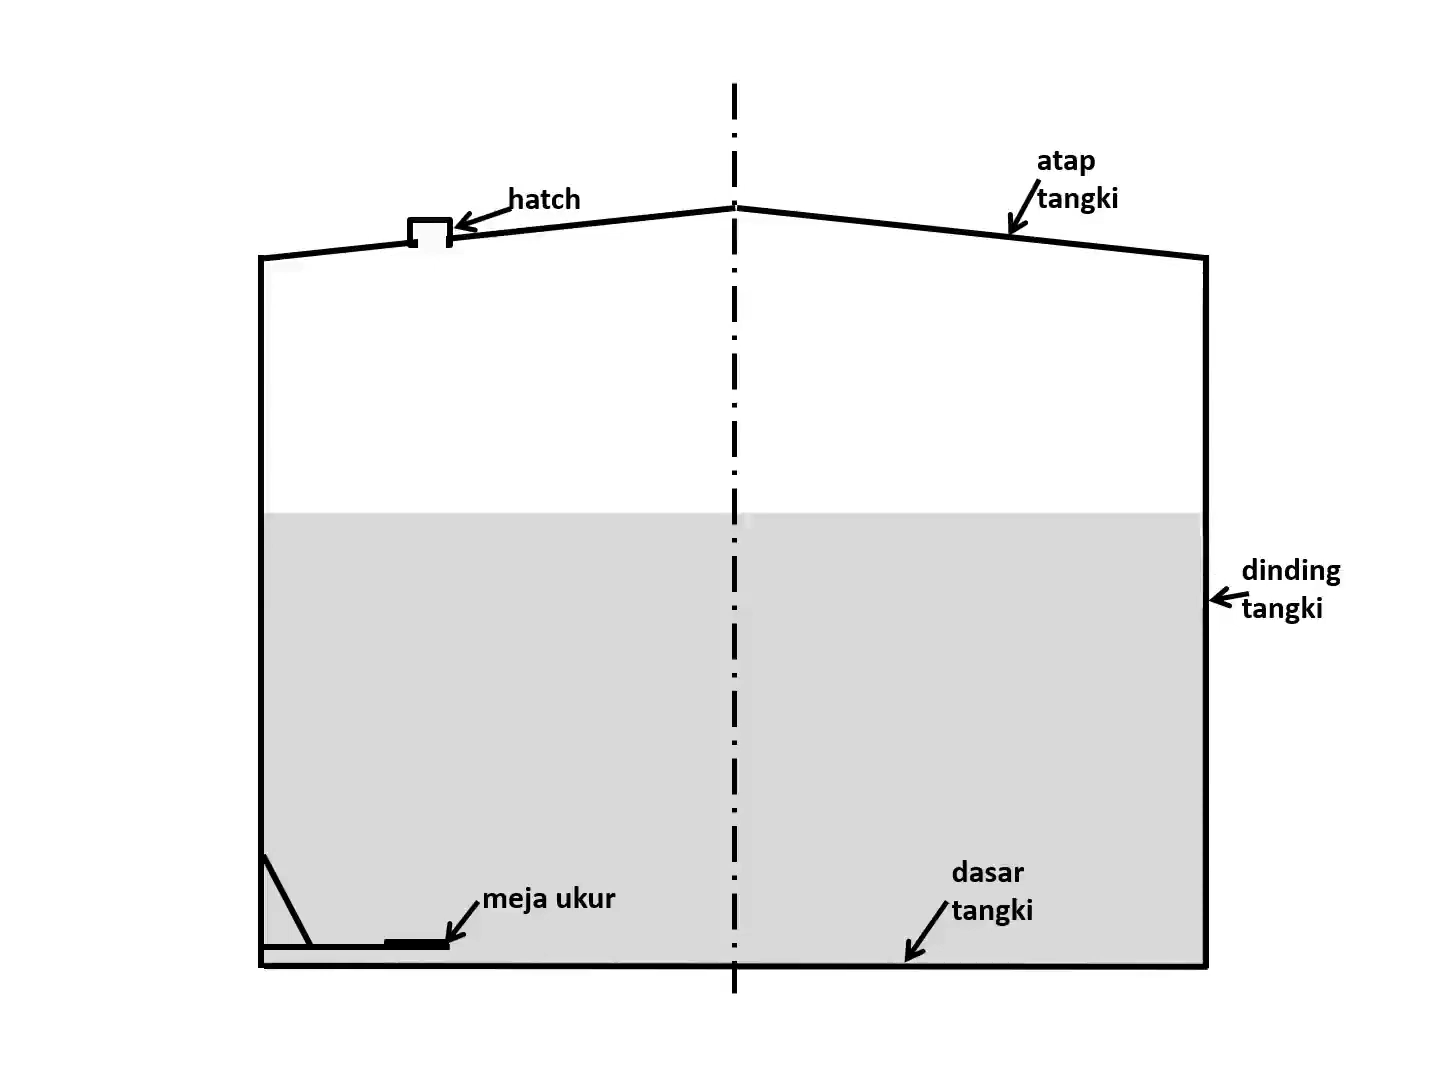 atap
tangki
hatch
dinding
tangki
dasar
tangki
meja ukur